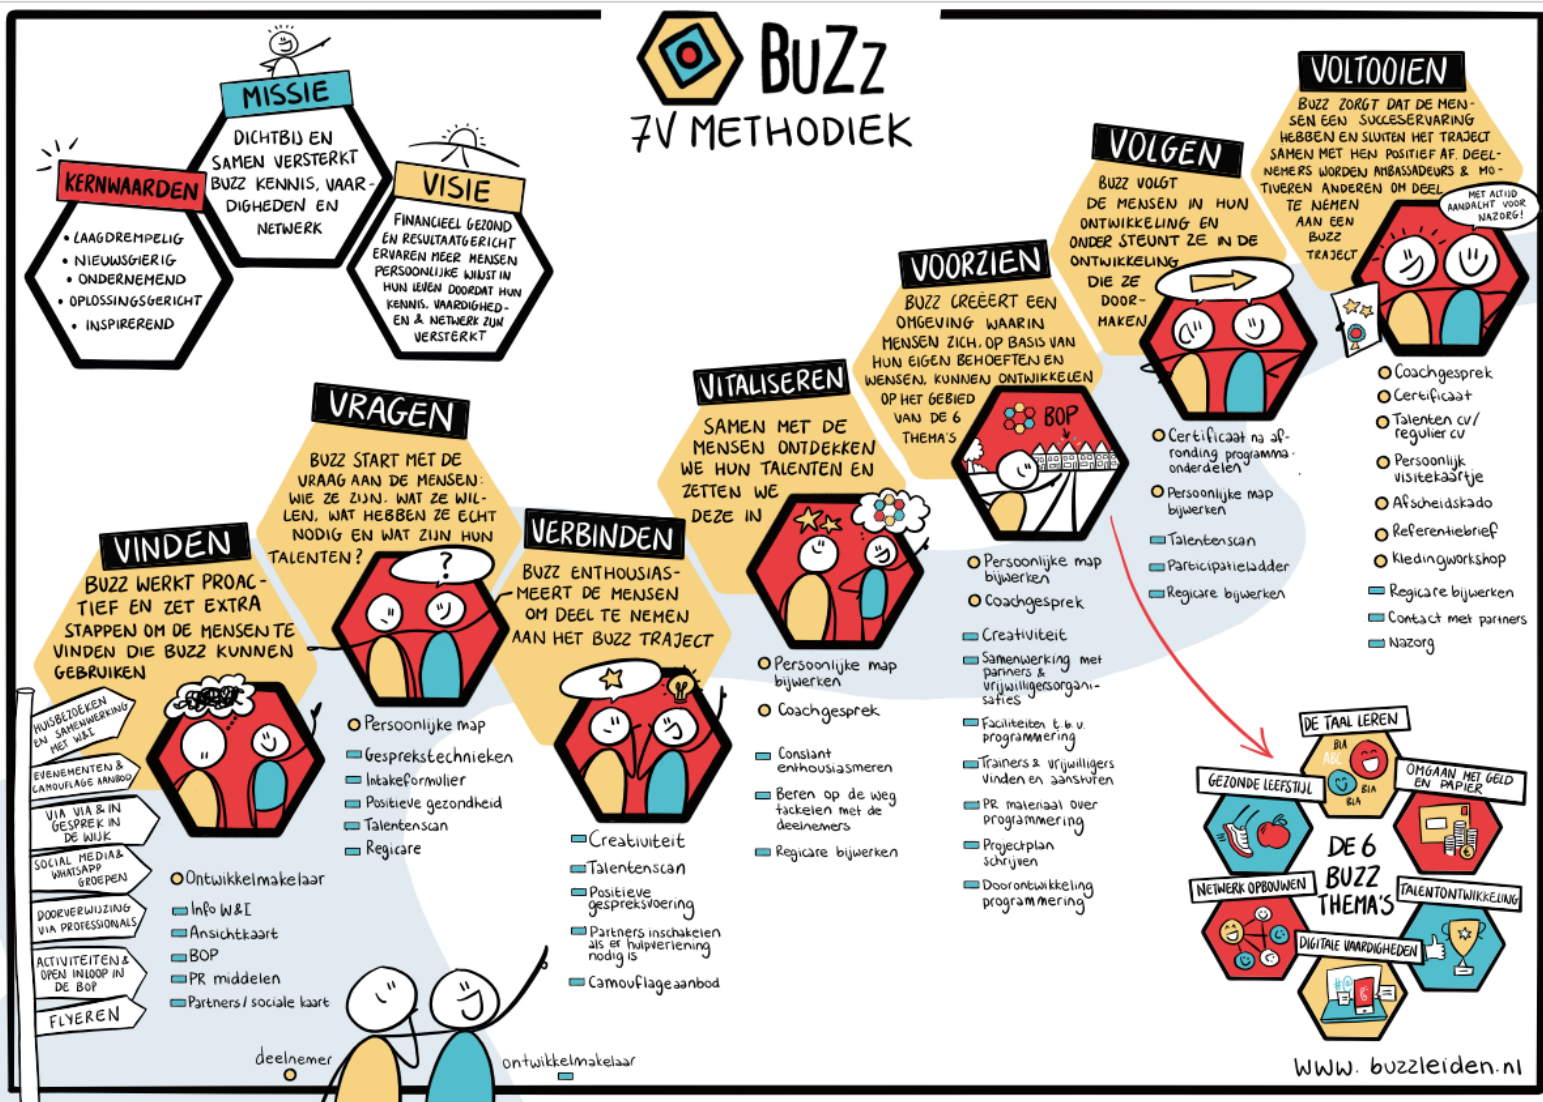 BUZZ
7V METHODIEK
MISSIE
DICHTBIJ EN
SAMEN VERSTERKT
BUZZ KENNIS, VAAR-
DIGHEDEN EN
NETWERK
KERNWAARDEN
• LAAGDREMPELIG
• NIEUWSGIERIG
• ONDERNEMEND
• OPLOSSINGSGERICHT
• INSPIREREND
VISIE
FINANCIEEL GEZOND
EN RESULTAATGERICHT
ERVAREN MEER MENSEN
PERSOONLIJKE WINST IN
HUN LEVEN DOORDAT HUN
KENNIS, VAARDIGHED-
EN & NETWERK ZIJN
VERSTERKT
VINDEN
BUZZ WERKT PROAC-
TIEF EN ZET EXTRA
STAPPEN OM DE MENSEN TE
VINDEN DIE BUZZ KUNNEN
GEBRUIKEN
HUISBEZOEKEN
EN SAMENWERKING
MET W&I
EVENEMENTEN &
CAMOUFLAGE AANBOD
VIA VIA & IN
GESPREK IN
DE WIJK
SOCIAL MEDIA &
WHATSAPP
GROEPEN
DOORVERWIJZING
VIA PROFESSIONALS
ACTIVITEITEN &
OPEN INLOOP IN
DE BOP
FLYEREN
Ontwikkelmakelaar
Info W&I
Ansichtkaart
BOP
PR middelen
Partners / sociale kaart
VRAGEN
BUZZ START MET DE
VRAAG AAN DE MENSEN:
WIE ZE ZIJN, WAT ZE WIL-
LEN, WAT HEBBEN ZE ECHT
NODIG EN WAT ZIJN HUN
TALENTEN?
?
Persoonlijke map
Gesprekstechnieken
Intakeformulier
Positieve gezondheid
Talentenscan
Regicare
VERBINDEN
BUZZ ENTHOUSIAS-
MEERT DE MENSEN
OM DEEL TE NEMEN
AAN HET BUZZ TRAJECT
Creativiteit
Talentenscan
Positieve
gespreksvoering
Partners inschakelen
als er hulpverlening
nodig is
Camouflageaanbod
VITALISEREN
SAMEN MET DE
MENSEN ONTDEKKEN
WE HUN TALENTEN EN
ZETTEN WE
DEZE IN
Persoonlijke map
bijwerken
Coachgesprek
Constant
enthousiasmeren
Beren op de weg
tackelen met de
deelnemers
Regicare bijwerken
VOORZIEN
BUZZ CREËERT EEN
OMGEVING WAARIN
MENSEN ZICH, OP BASIS VAN
HUN EIGEN BEHOEFTEN EN
WENSEN, KUNNEN ONTWIKKELEN
OP HET GEBIED
VAN DE 6
THEMA'S
BOP
Persoonlijke map
bijwerken
Coachgesprek
Creativiteit
Samenwerking met
partners &
vrijwilligersorgani-
saties
Faciliteiten t.b.v.
programmering
Trainers & vrijwilligers
vinden en aansturen
PR materiaal over
programmering
Projectplan
schrijven
Doorontwikkeling
programmering
VOLGEN
BUZZ VOLGT
DE MENSEN IN HUN
ONTWIKKELING EN
ONDER STEUNT ZE IN DE
ONTWIKKELING
DIE ZE
DOOR-
MAKEN
Certificaat na af-
ronding programma-
onderdelen
Persoonlijke map
bijwerken
Talentenscan
Participatieladder
Regicare bijwerken
VOLTOOIEN
BUZZ ZORGT DAT DE MEN-
SEN EEN SUCCESERVARING
HEBBEN EN SLUITEN HET TRAJECT
SAMEN MET HEN POSITIEF AF. DEEL-
NEMERS WORDEN AMBASSADEURS & MO-
TIVEREN ANDEREN OM DEEL
TE NEMEN
AAN EEN
BUZZ
TRAJECT
MET ALTIJD
AANDACHT VOOR
NAZORG!
Coachgesprek
Certificaat
Talenten cv/
regulier cv
Persoonlijk
visitekaartje
Afscheidskado
Referentiebrief
Kledingworkshop
Regicare bijwerken
Contact met partners
Nazorg
DE TAAL LEREN
BLA
ABC
BLA
BLA
GEZONDE LEEFSTIJL
OMGAAN MET GELD
EN PAPIER
DE 6
BUZZ
THEMA'S
NETWERK OPBOUWEN
TALENTONTWIKKELING
DIGITALE VAARDIGHEDEN
#@
deelnemer
ontwikkelmakelaar
www.buzzleiden.nl